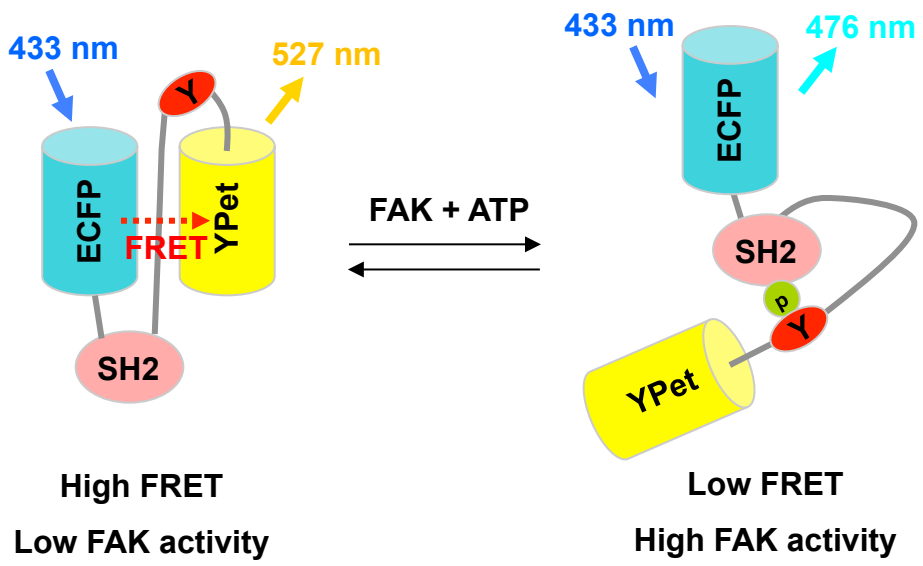 433 nm
527 nm
Y
ECFP
FRET
YPet
SH2
High FRET
Low FAK activity
FAK + ATP
433 nm
476 nm
ECFP
SH2
p
Y
YPet
Low FRET
High FAK activity